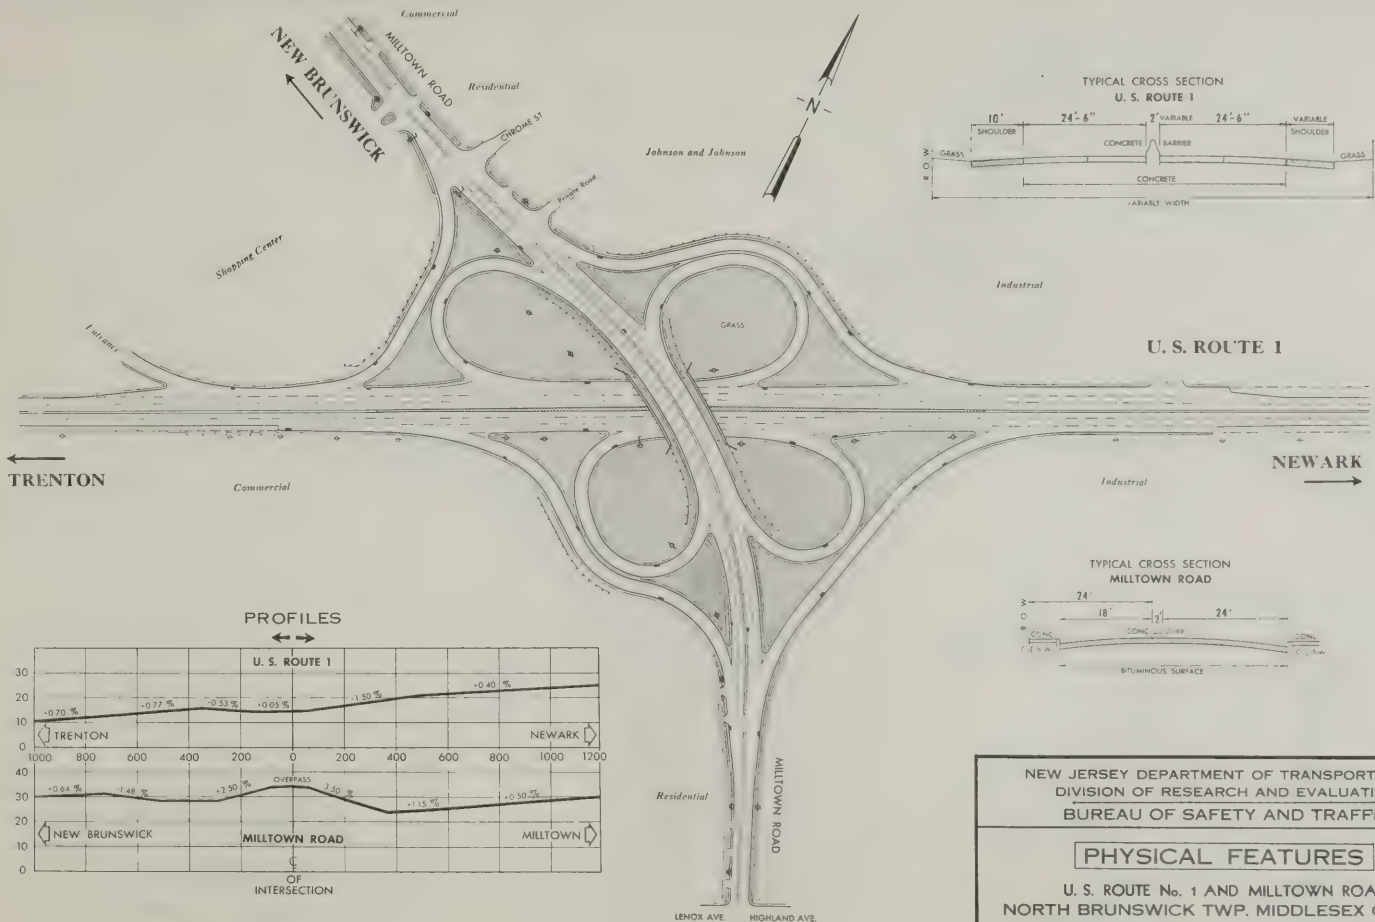 Commercial
NEW BRUNSWICK
MILLTOWN ROAD
Residential
CHROME ST
Private Road
Johnson and Johnson
N
Shopping Center
Entrance
GRASS
Industrial
U. S. ROUTE 1
TRENTON
NEWARK
Commercial
Industrial
Residential
MILLTOWN ROAD
LENOX AVE.
HIGHLAND AVE.
TYPICAL CROSS SECTION
U. S. ROUTE 1
10' 24'-6" 2' VARIABLE 24'-6" VARIABLE
SHOULDER SHOULDER
CONCRETE BARRIER
GRASS GRASS
R O W
CONCRETE
ARIABLE WIDTH
TYPICAL CROSS SECTION
MILLTOWN ROAD
24'
18' 2' 24'
CONC CONC
BITUMINOUS SURFACE
PROFILES
U. S. ROUTE 1
30
20
10
0
+0.70 % +0.77 % -0.53 % +0.05 % 1.50 % +0.40 %
TRENTON NEWARK
1000 800 600 400 200 0 200 400 600 800 1000 1200
40
30
20
10
0
+0.64 % -1.48 % +2.50 % OVERPASS 3.50 % +1.15 % +0.50 %
NEW BRUNSWICK MILLTOWN ROAD MILLTOWN
OF
INTERSECTION
NEW JERSEY DEPARTMENT OF TRANSPORT
DIVISION OF RESEARCH AND EVALUATI
BUREAU OF SAFETY AND TRAFF
PHYSICAL FEATURES
U. S. ROUTE No. 1 AND MILLTOWN ROA
NORTH BRUNSWICK TWP. MIDDLESEX